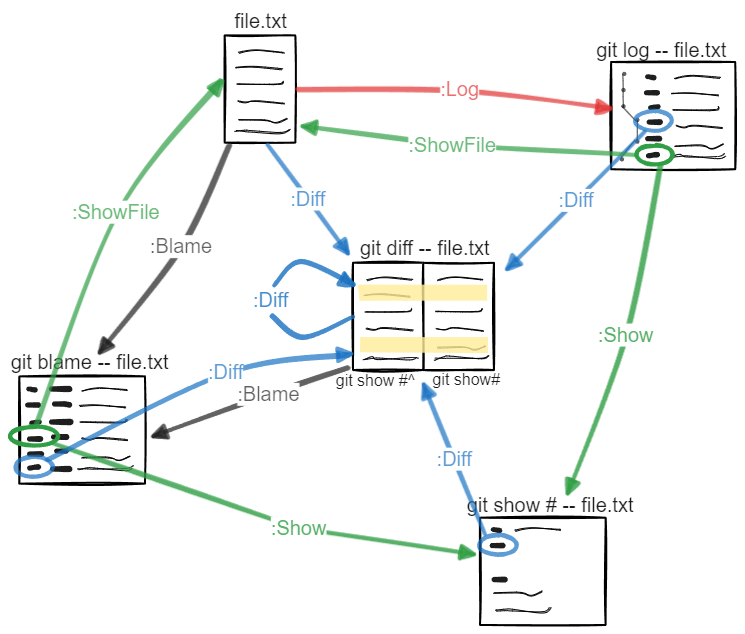 file.txt
git log -- file.txt
:Log
:ShowFile
:Diff
:Diff
:ShowFile
:Blame
git diff -- file.txt
:Diff
:Show
git blame -- file.txt
:Diff
:Blame
git show #^
git show#
:Diff
git show # -- file.txt
:Show